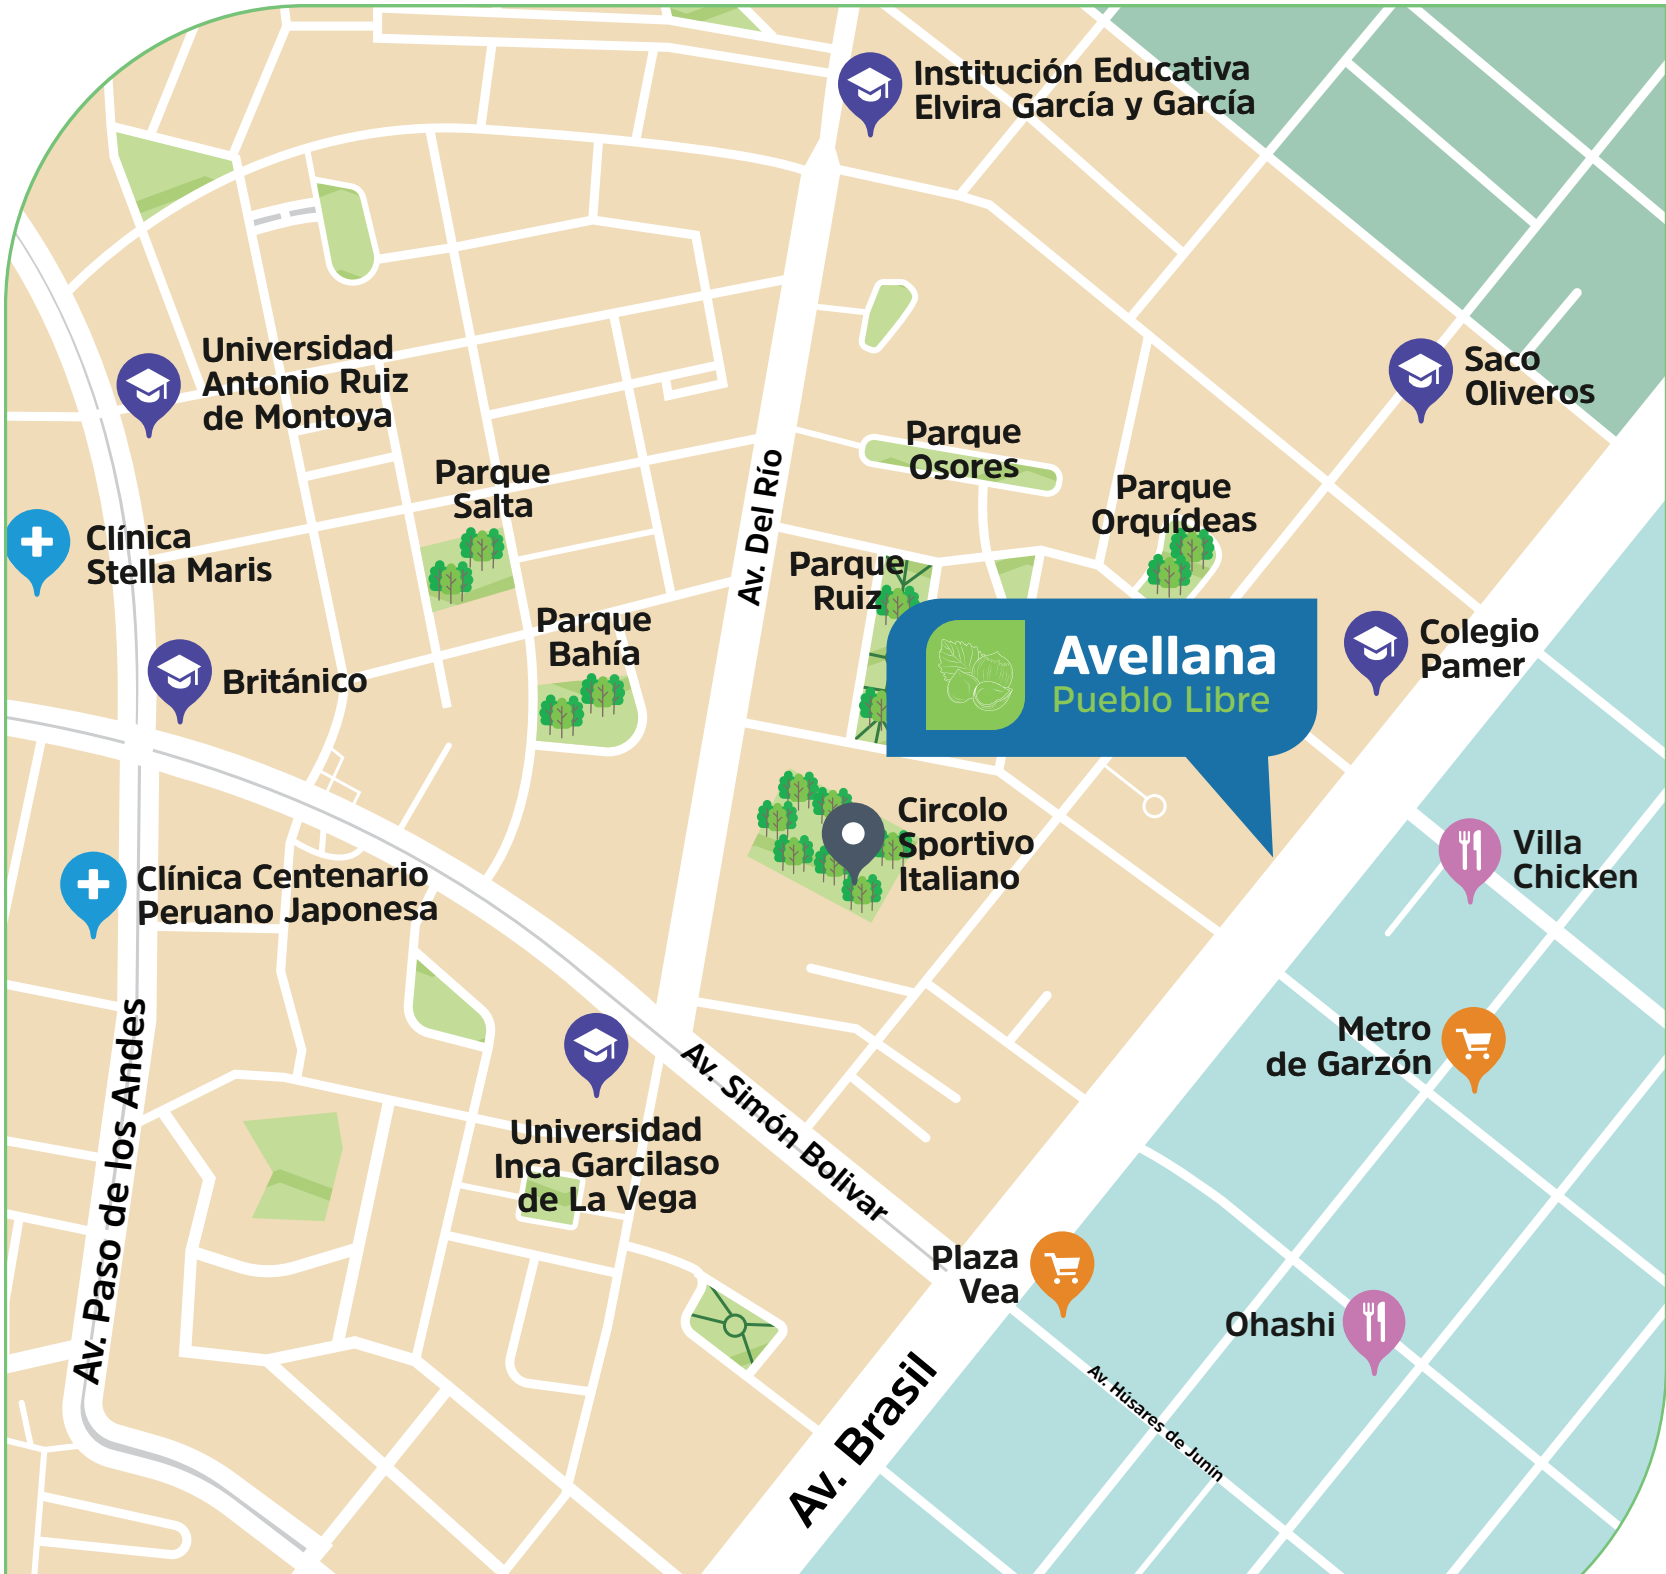 Institución Educativa
Elvira García y García
Universidad
Antonio Ruiz
de Montoya
Saco
Oliveros
Parque
Osores
Parque
Salta
Parque
Orquídeas
Av. Del Río
Clínica
Stella Maris
Parque
Ruiz
Parque
Bahía
Avellana
Pueblo Libre
Colegio
Pamer
Británico
Circolo
Sportivo
Italiano
Villa
Chicken
Clínica Centenario
Peruano Japonesa
Metro
de Garzón
Av. Paso de los Andes
Av. Simón Bolivar
Universidad
Inca Garcilaso
de La Vega
Plaza
Vea
Ohashi
Av. Brasil
Av. Húsares de Junín